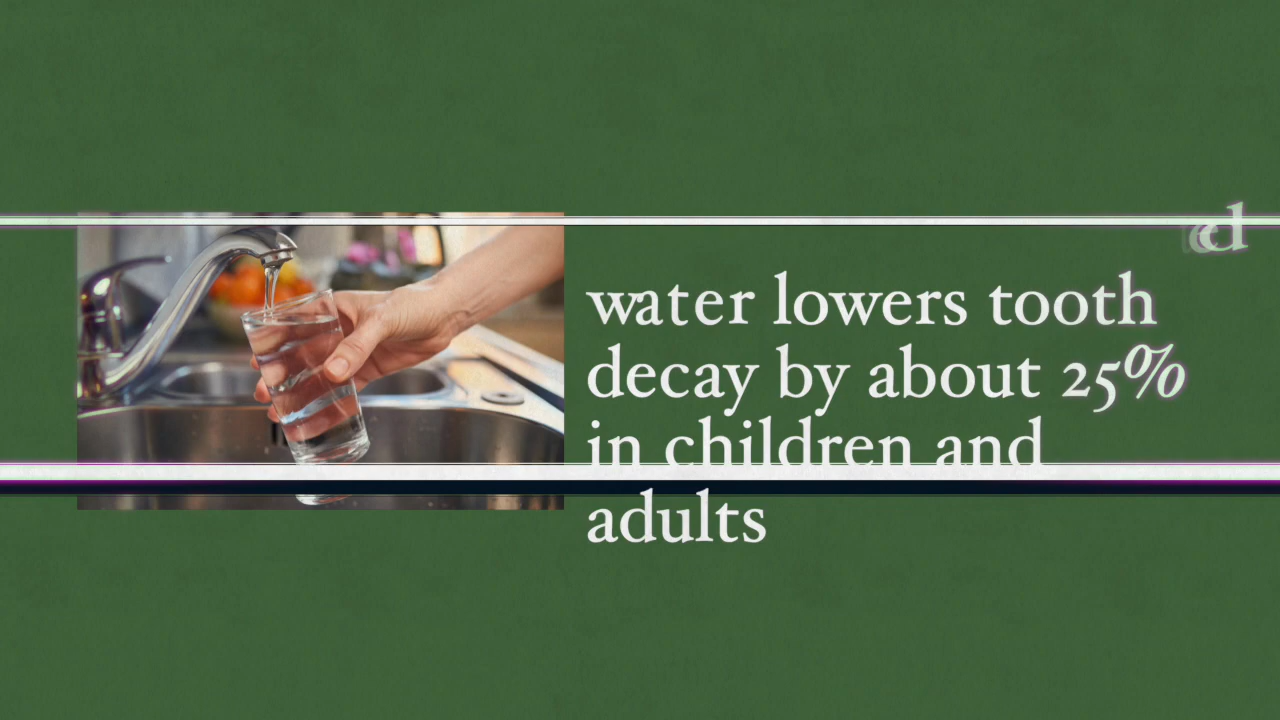 water lowers tooth
decay by about 25%
in children and
adults